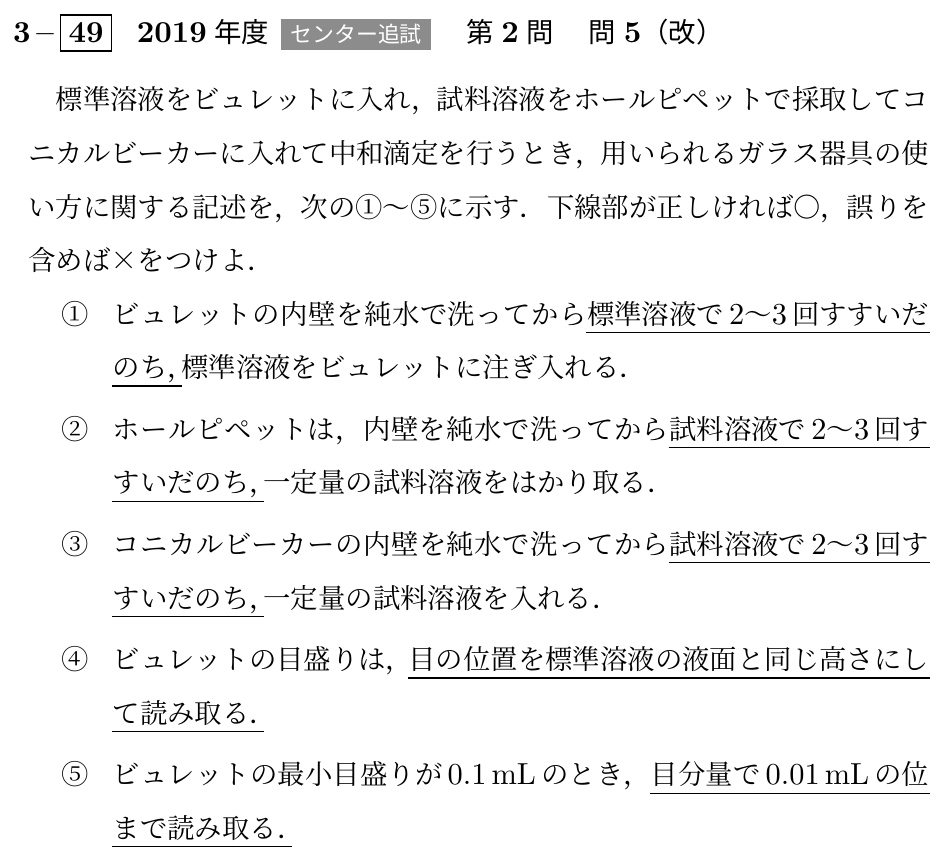 3－49 2019 年度 センター追試 第 2 問 問 5（改）
標準溶液をビュレットに入れ，試料溶液をホールピペットで採取してコ
ニカルビーカーに入れて中和滴定を行うとき，用いられるガラス器具の使
い方に関する記述を，次の①〜⑤に示す．下線部が正しければ○，誤りを
含めば×をつけよ．
① ビュレットの内壁を純水で洗ってから標準溶液で 2〜3 回すすいだ
のち，標準溶液をビュレットに注ぎ入れる．
② ホールピペットは，内壁を純水で洗ってから試料溶液で 2〜3 回す
すいだのち，一定量の試料溶液をはかり取る．
③ コニカルビーカーの内壁を純水で洗ってから試料溶液で 2〜3 回す
すいだのち，一定量の試料溶液を入れる．
④ ビュレットの目盛りは，目の位置を標準溶液の液面と同じ高さにし
て読み取る．
⑤ ビュレットの最小目盛りが 0.1 mL のとき，目分量で 0.01 mL の位
まで読み取る．